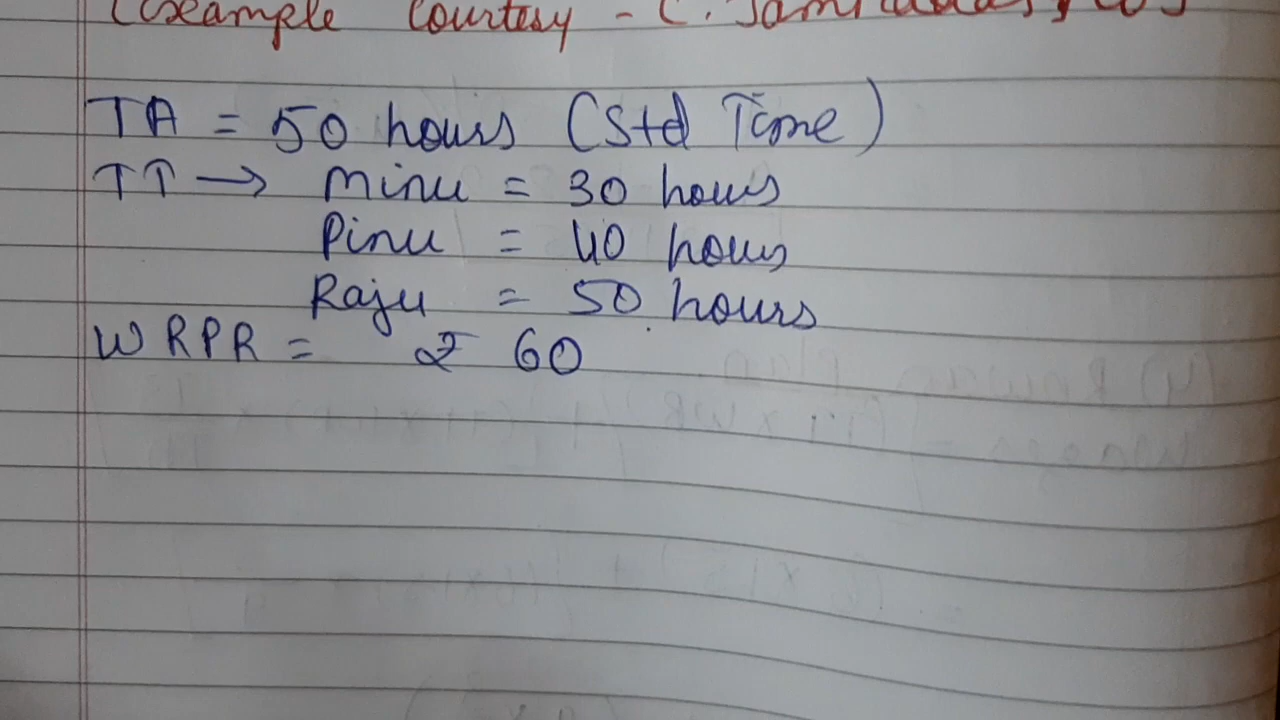 Example Courtesy - C.
TA = 50 hours (Std Time)
TT → Minu = 30 hours
Pinu = 40 hours
Raju = 50 hours
WRPR = ₹ 60